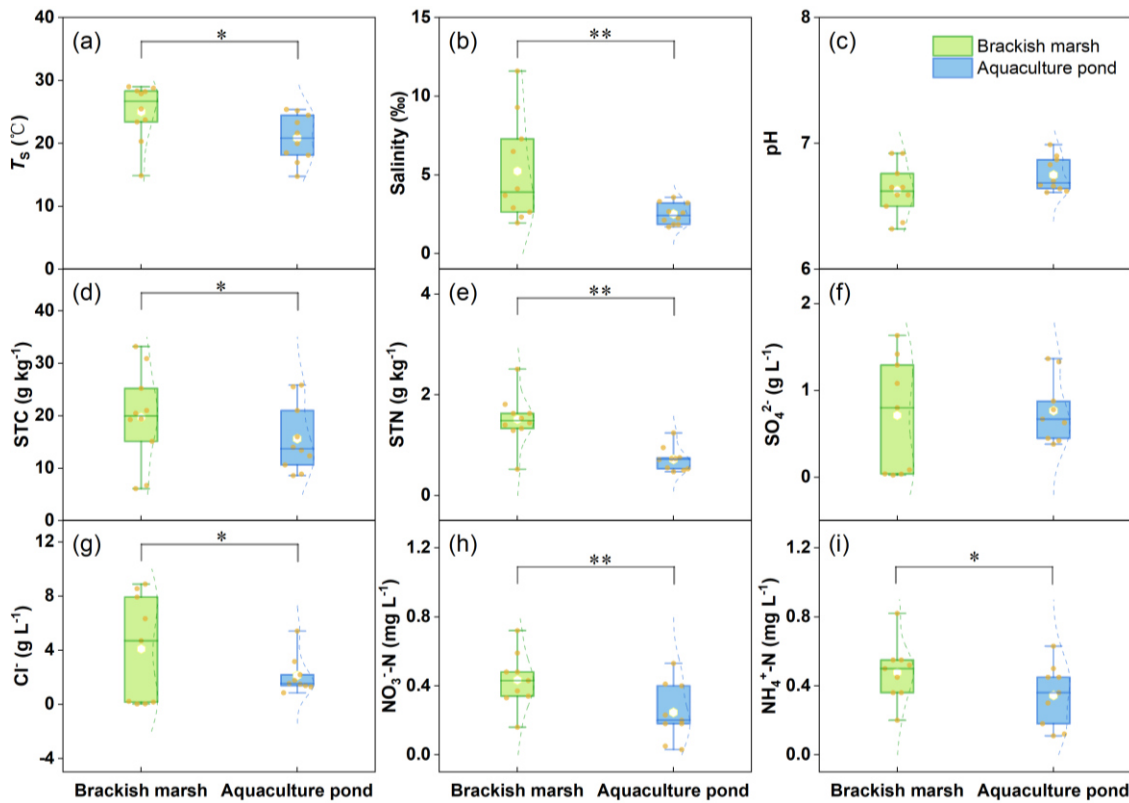 (a)
*
T_S (℃)
40
30
20
10
0
(b)
**
Salinity (‰)
15
10
5
0
(c)
Brackish marsh
Aquaculture pond
pH
8
7
6
(d)
*
STC (g kg⁻¹)
40
30
20
10
0
(e)
**
STN (g kg⁻¹)
4
2
0
(f)
SO₄²⁻ (g L⁻¹)
2
1
0
(g)
*
Cl⁻ (g L⁻¹)
12
8
4
0
-4
Brackish marsh Aquaculture pond
(h)
**
NO₃⁻-N (mg L⁻¹)
1.2
0.8
0.4
0.0
Brackish marsh Aquaculture pond
(i)
*
NH₄⁺-N (mg L⁻¹)
1.2
0.8
0.4
0.0
Brackish marsh Aquaculture pond